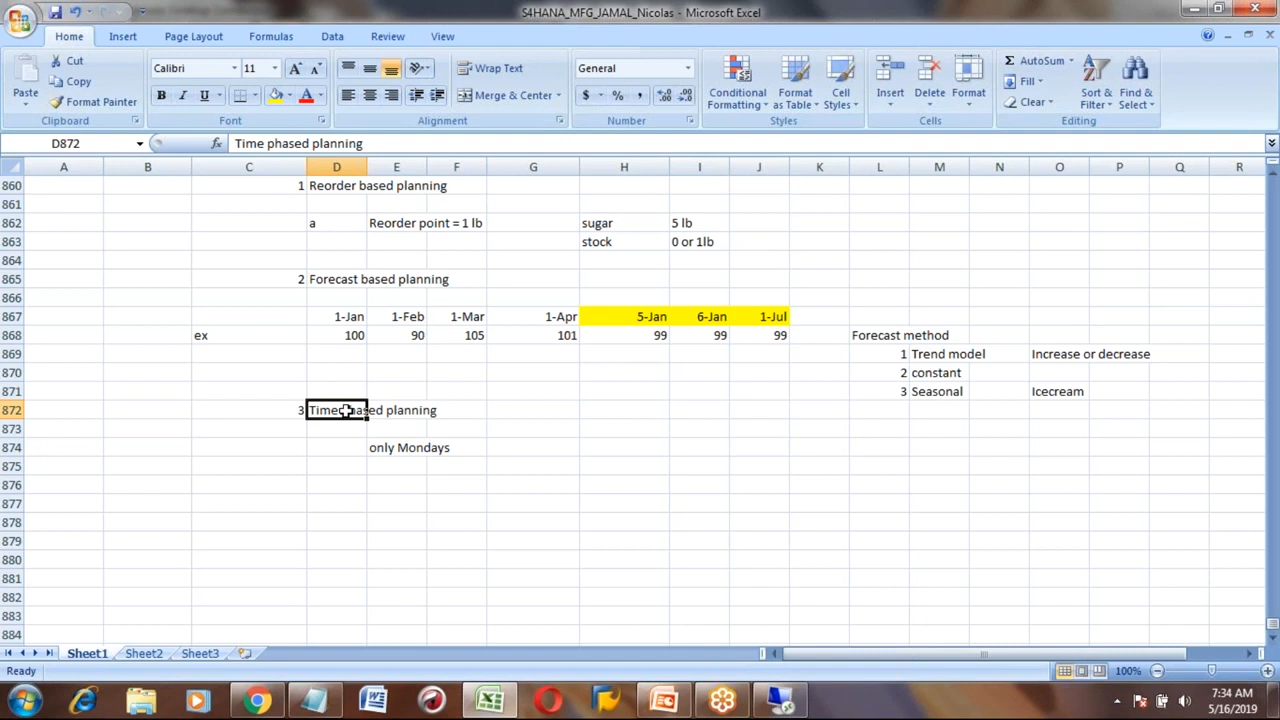 S4HANA_MFG_JAMAL_Nicolas - Microsoft Excel
Home Insert Page Layout Formulas Data Review View
Paste Cut Copy Format Painter Clipboard
Calibri 11 A A B I U A Font
Wrap Text Merge & Center Alignment
General $ % , .0 .00 .00 .0 Number
Conditional Formatting Format as Table Cell Styles Styles
Insert Delete Format Cells
Σ AutoSum Fill Clear Sort & Filter Find & Select Editing
D872 fx Time phased planning
A B C D E F G H I J K L M N O P Q R
860 1 Reorder based planning
861
862 a Reorder point = 1 lb sugar 5 lb
863 stock 0 or 1lb
864
865 2 Forecast based planning
866
867 1-Jan 1-Feb 1-Mar 1-Apr 5-Jan 6-Jan 1-Jul
868 ex 100 90 105 101 99 99 99 Forecast method
869 1 Trend model Increase or decrease
870 2 constant
871 3 Seasonal Icecream
872 3 Time phased planning
873
874 only Mondays
875
876
877
878
879
880
881
882
883
884
Sheet1 Sheet2 Sheet3
Ready 100%
7:34 AM
5/16/2019